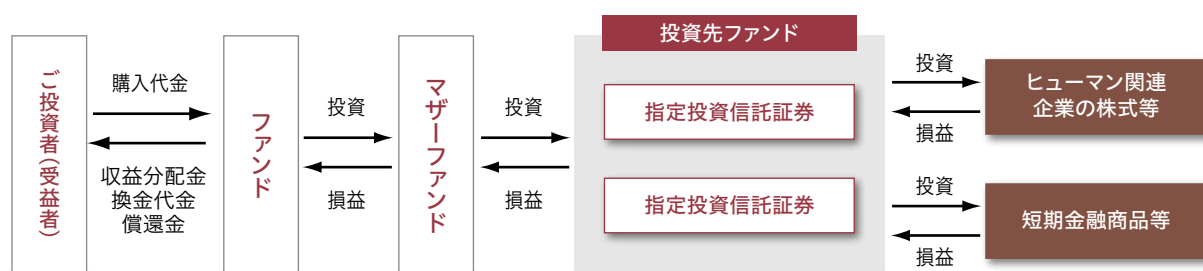 ご投資者(受益者)
購入代金
収益分配金
換金代金
償還金
ファンド
投資
損益
マザーファンド
投資
損益
投資先ファンド
指定投資信託証券
指定投資信託証券
投資
損益
ヒューマン関連
企業の株式等
投資
損益
短期金融商品等